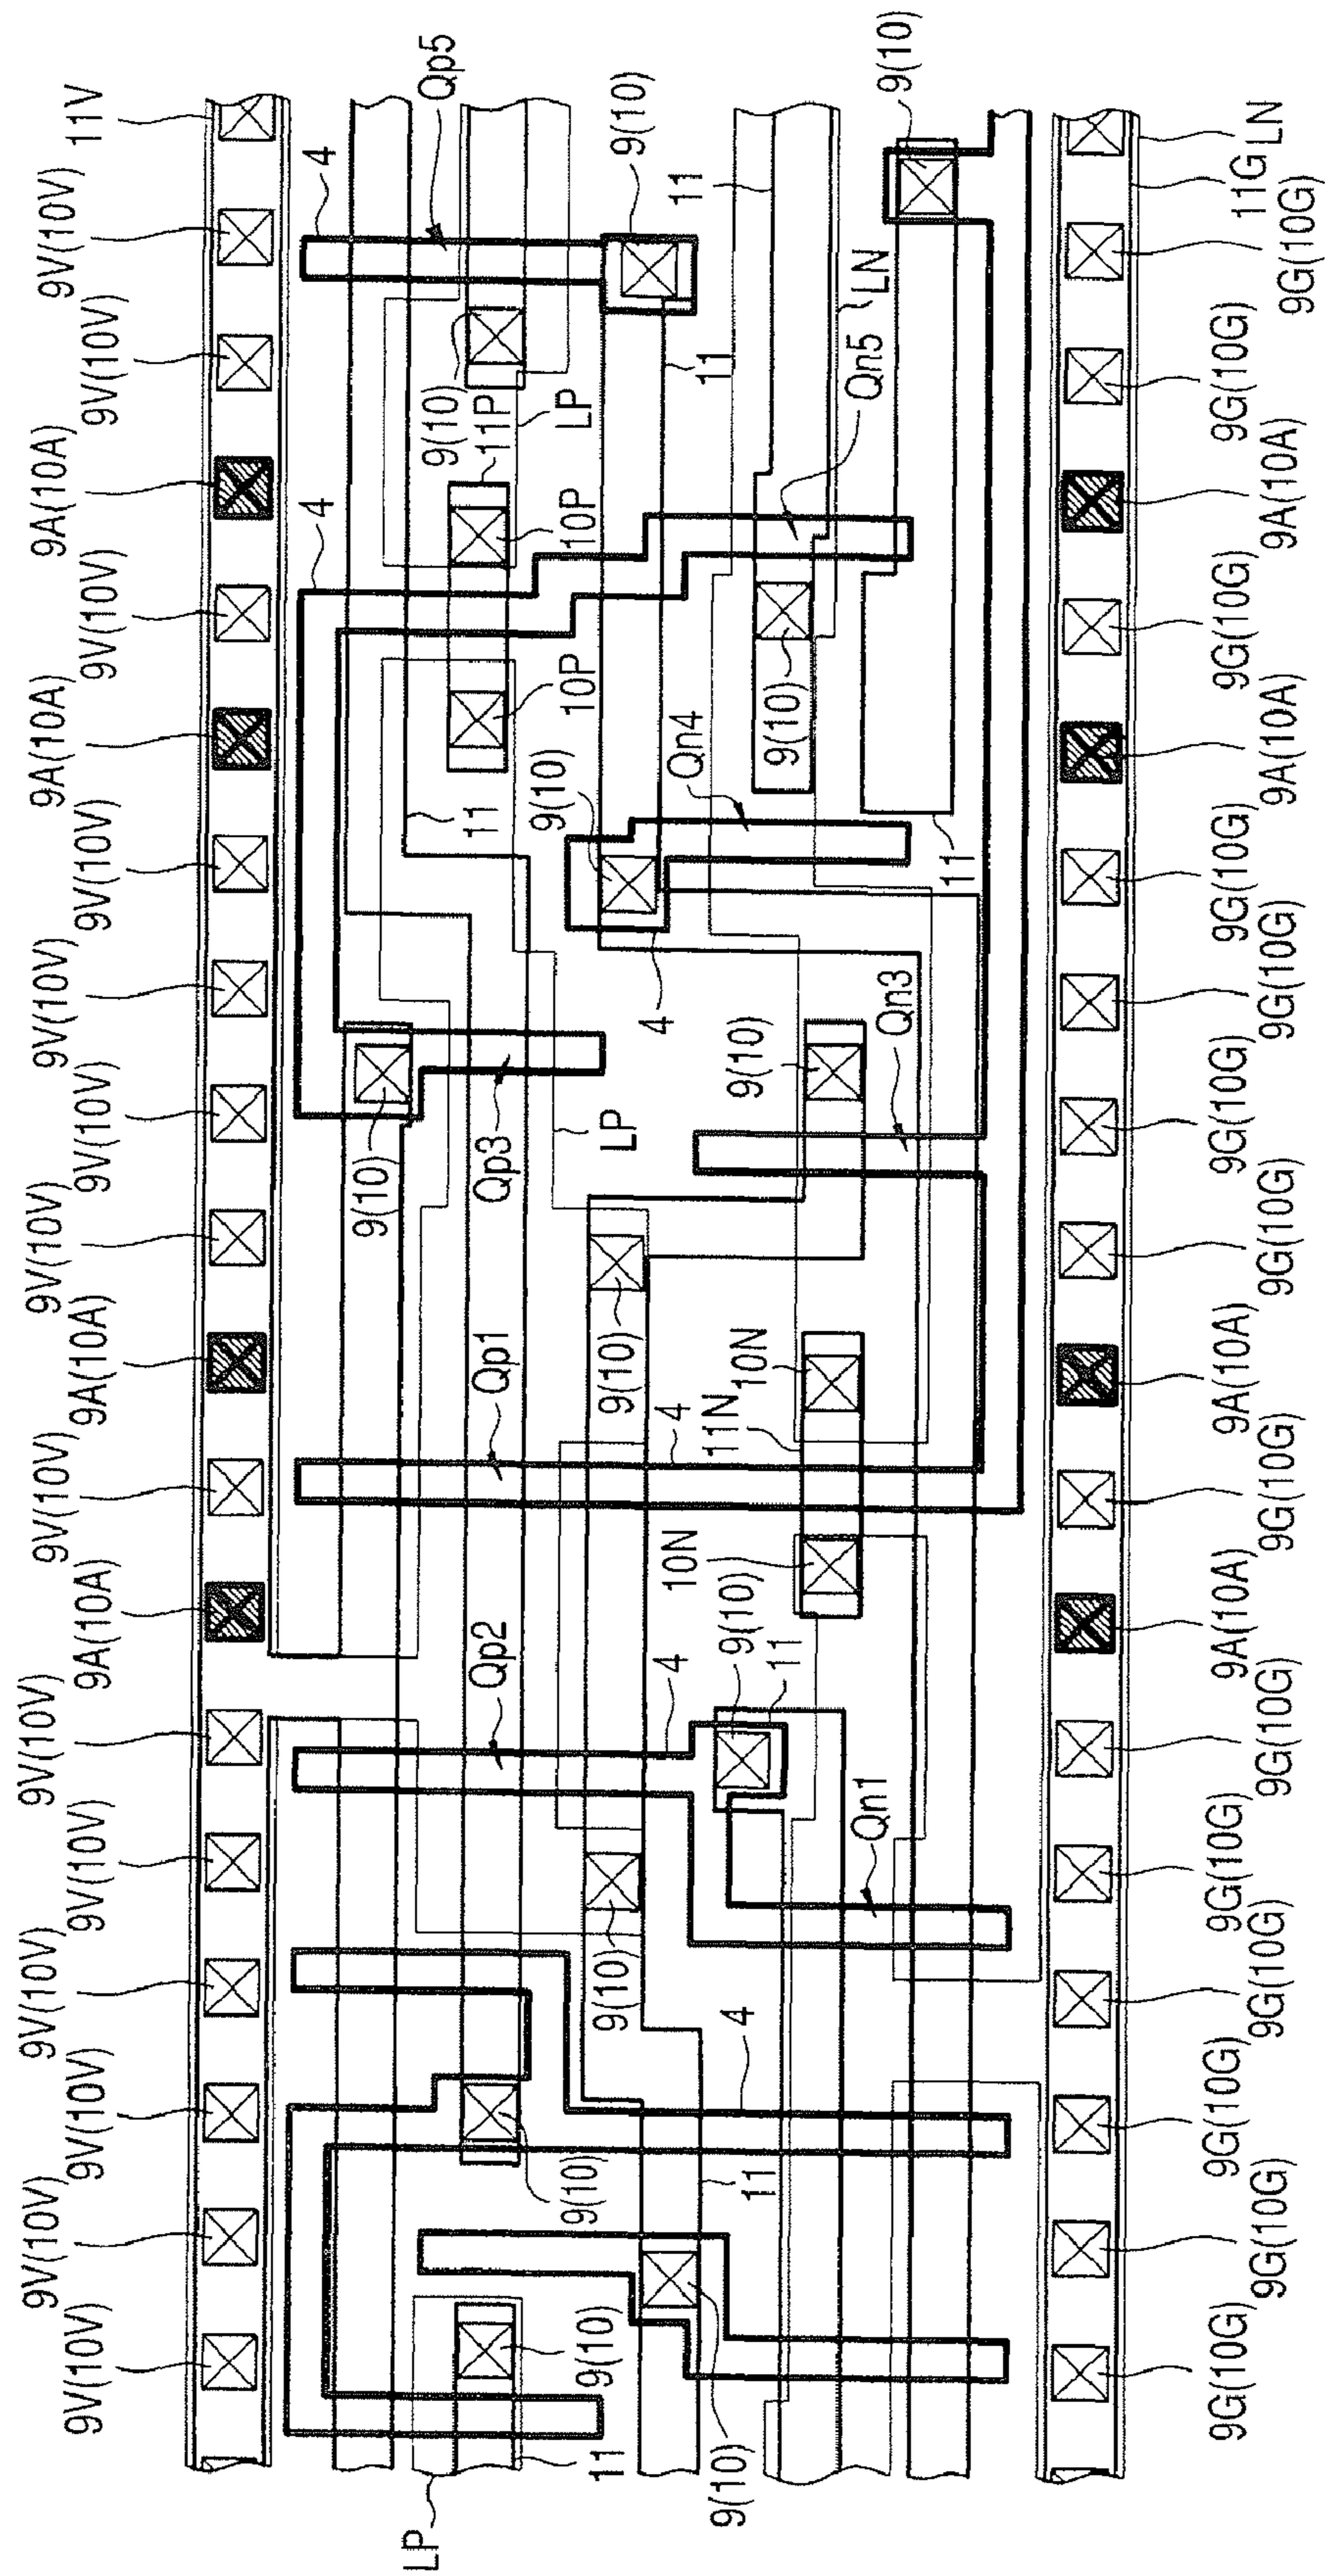 9V(10V)
9V(10V)
9V(10V)
9V(10V)
9V(10V)
9V(10V)
9A(10A)
9V(10V)
9A(10A)
9V(10V)
9V(10V)
9V(10V)
9V(10V)
9A(10A)
9V(10V)
9A(10A)
9V(10V)
9V(10V)
11V
4
4
9(10)
LP
Qp5
9(10)
11
Qp2
Qp1
Qp3
11P
9(10)
LP
9(10)
10P
10P
9(10)
11
9(10)
9(10)
LP
9(10)
4
4
4
10N
Qn4
11
11
11N
9(10)
9(10)
4
9(10)
10N
11
11
9(10)
Qn5
Qn1
LN
Qn3
9(10)
11
9G(10G)
9G(10G)
9G(10G)
9G(10G)
9G(10G)
9G(10G)
9A(10A)
9G(10G)
9A(10A)
9G(10G)
9G(10G)
9G(10G)
9G(10G)
9A(10A)
9G(10G)
9A(10A)
9G(10G)
9G(10G)
11G
LN